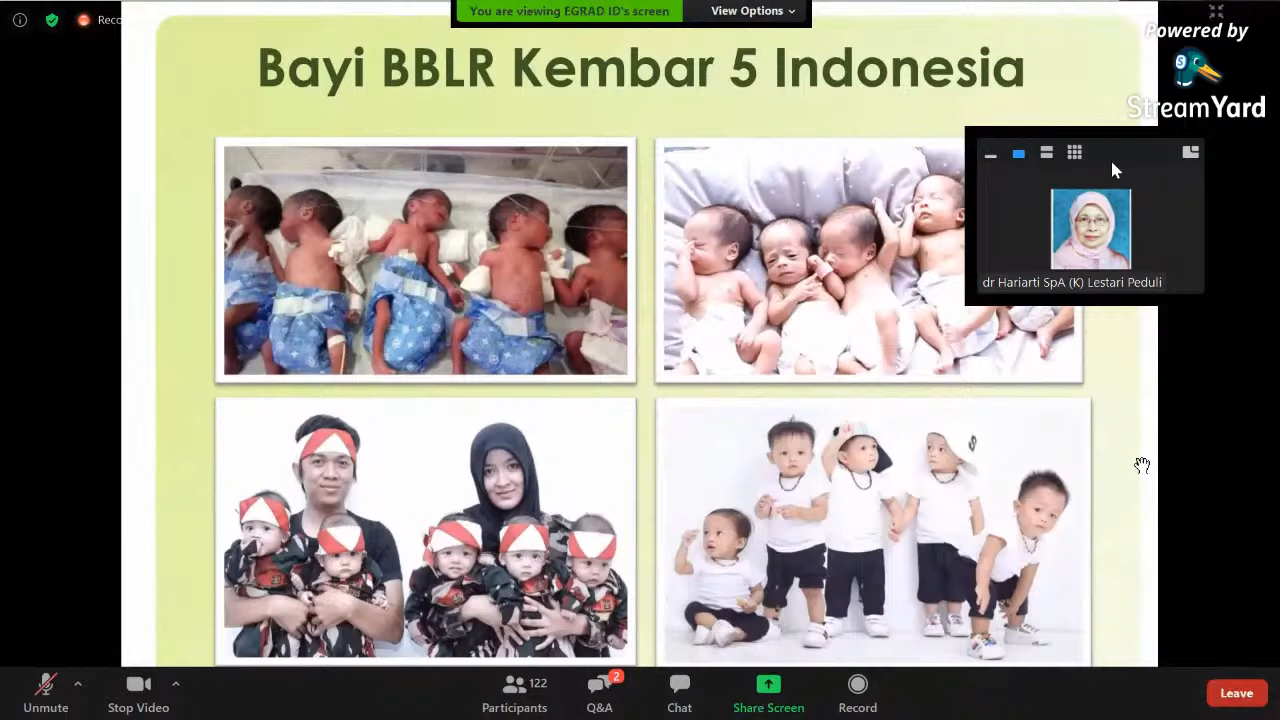 Reco
You are viewing EGRAD ID's screen
View Options
Powered by
StreamYard
Bayi BBLR Kembar 5 Indonesia
dr Hariarti SpA (K) Lestari Peduli
Unmute
Stop Video
122
Participants
2
Q&A
Chat
Share Screen
Record
Leave